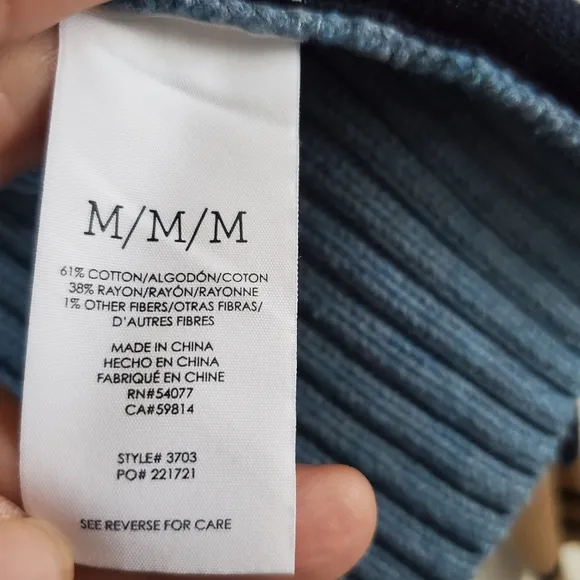 M/M/M
61% COTTON/ALGODÓN/COTON
38% RAYON/RAYÓN/RAYONNE
1% OTHER FIBERS/OTRAS FIBRAS/
D'AUTRES FIBRES
MADE IN CHINA
HECHO EN CHINA
FABRIQUÉ EN CHINE
RN#54077
CA#59814
STYLE# 3703
PO# 221721
SEE REVERSE FOR CARE